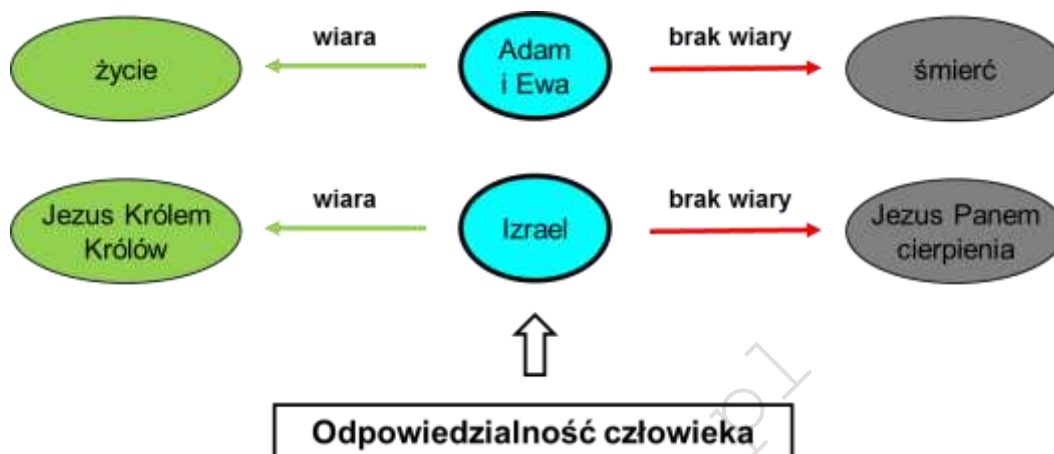 wiara
brak wiary
życie
Adam
i Ewa
śmierć
wiara
brak wiary
Jezus Królem
Królów
Izrael
Jezus Panem
cierpienia
Odpowiedzialność człowieka
pl